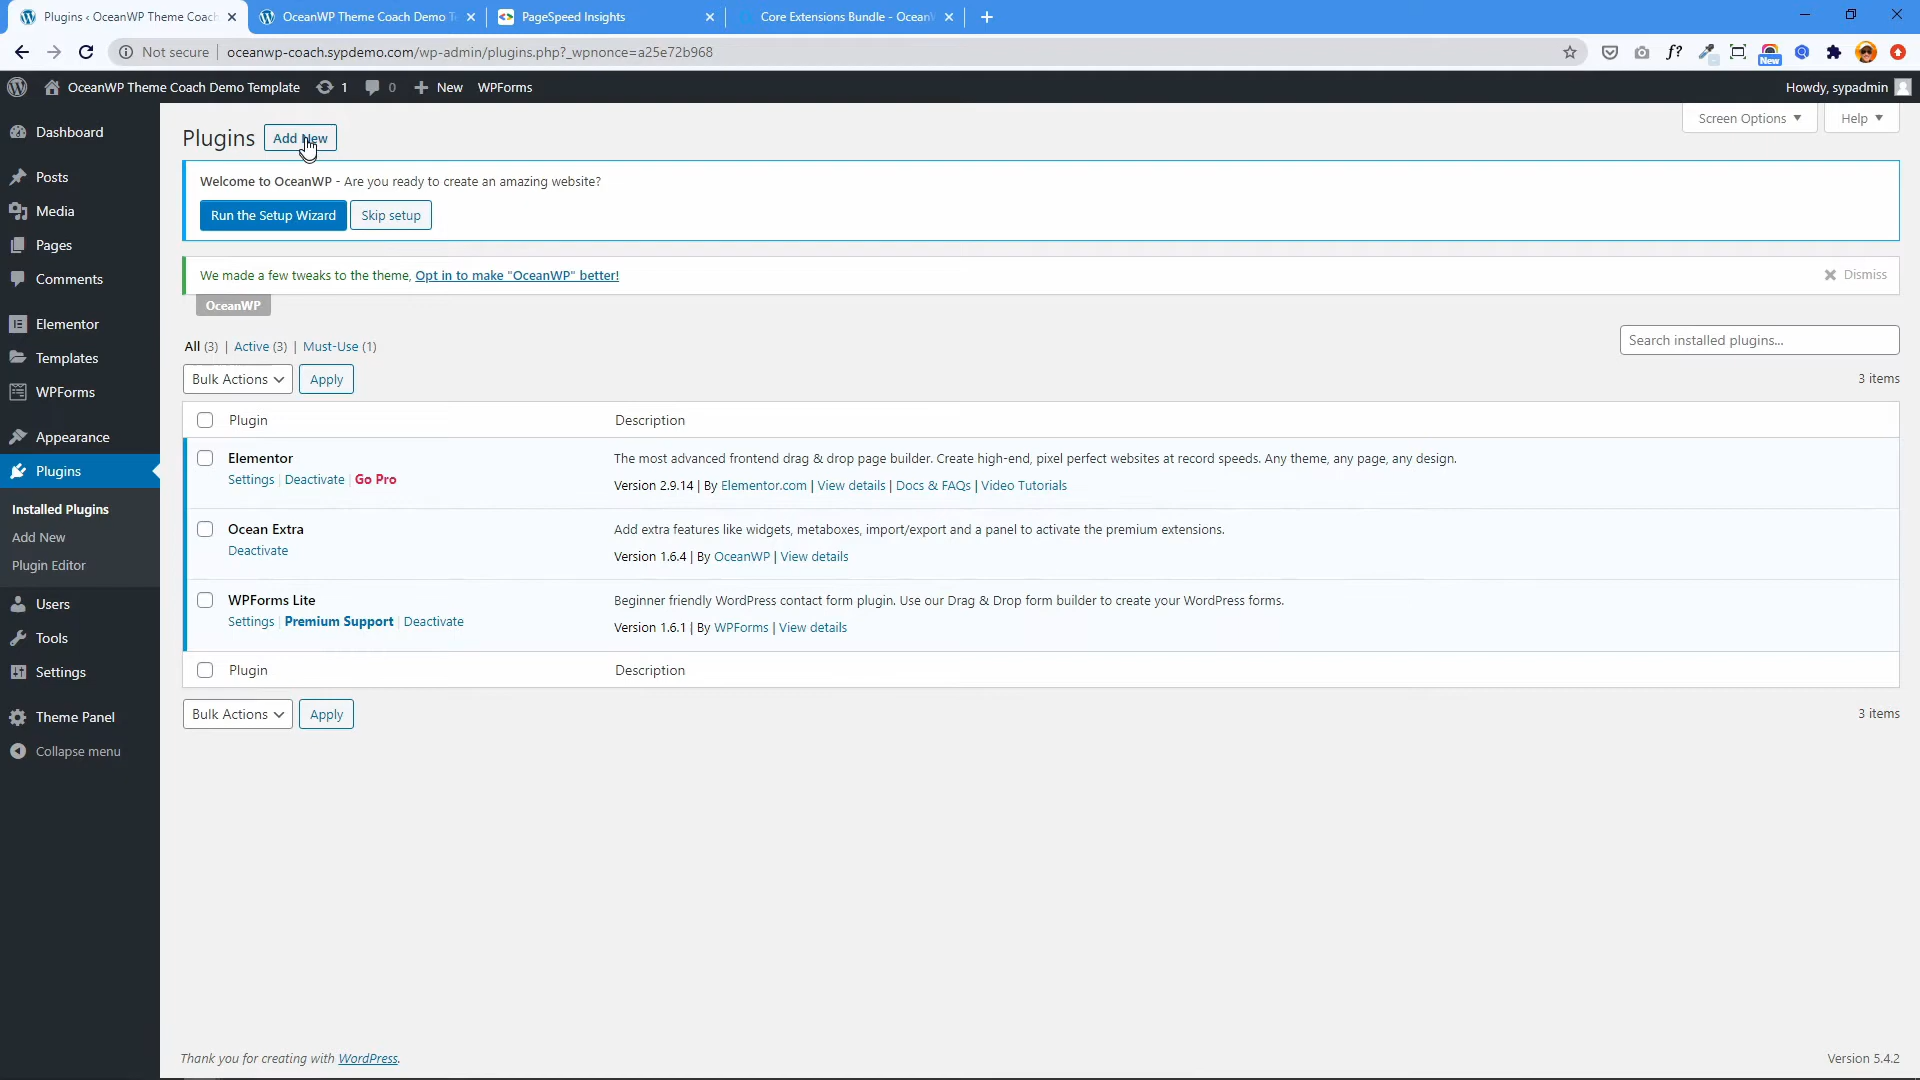 Plugins ‹ OceanWP Theme Coach
OceanWP Theme Coach Demo Te
PageSpeed Insights
Core Extensions Bundle - OceanW
Not secure
oceanwp-coach.sypdemo.com/wp-admin/plugins.php?_wpnonce=a25e72b968
f?
New
OceanWP Theme Coach Demo Template
1
0
New
WPForms
Howdy, sypadmin
Dashboard
Posts
Media
Pages
Comments
Elementor
Templates
WPForms
Appearance
Plugins
Installed Plugins
Add New
Plugin Editor
Users
Tools
Settings
Theme Panel
Collapse menu
Plugins
Add New
Screen Options
Help
Welcome to OceanWP - Are you ready to create an amazing website?
Run the Setup Wizard
Skip setup
We made a few tweaks to the theme, Opt in to make "OceanWP" better!
Dismiss
OceanWP
All (3) | Active (3) | Must-Use (1)
Search installed plugins...
Bulk Actions
Apply
3 items
Plugin
Description
Elementor
Settings | Deactivate | Go Pro
The most advanced frontend drag & drop page builder. Create high-end, pixel perfect websites at record speeds. Any theme, any page, any design.
Version 2.9.14 | By Elementor.com | View details | Docs & FAQs | Video Tutorials
Ocean Extra
Deactivate
Add extra features like widgets, metaboxes, import/export and a panel to activate the premium extensions.
Version 1.6.4 | By OceanWP | View details
WPForms Lite
Settings | Premium Support | Deactivate
Beginner friendly WordPress contact form plugin. Use our Drag & Drop form builder to create your WordPress forms.
Version 1.6.1 | By WPForms | View details
Plugin
Description
Bulk Actions
Apply
3 items
Thank you for creating with WordPress.
Version 5.4.2